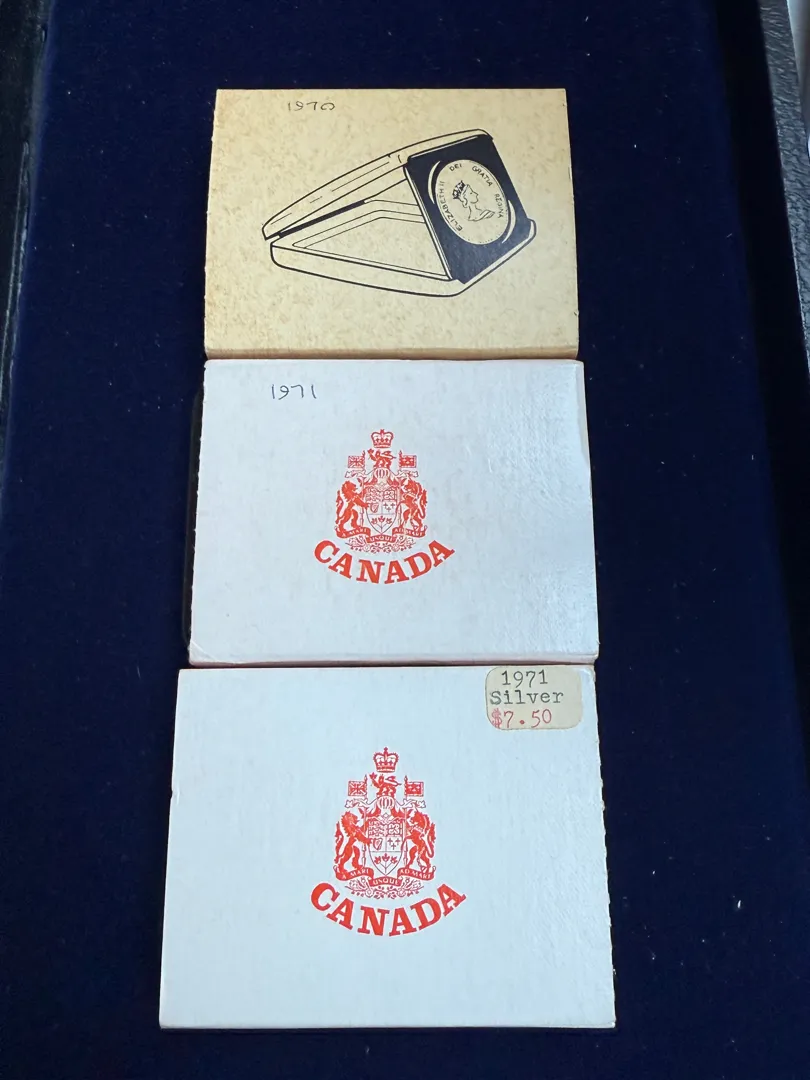 1970
ELIZABETH II DEI GRATIA REGINA
1971
A MARI USQUE AD MARE
CANADA
1971
Silver
$7.50
A MARI USQUE AD MARE
CANADA